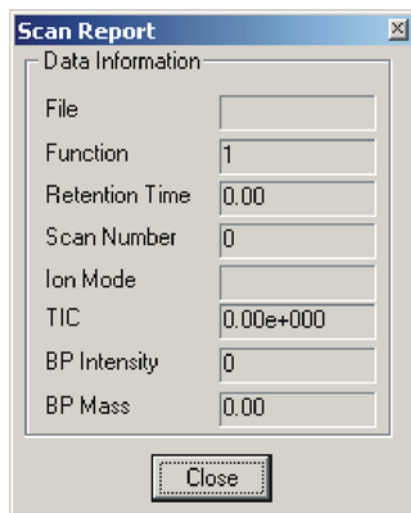 Scan Report
Data Information
File
Function 1
Retention Time 0.00
Scan Number 0
Ion Mode
TIC 0.00e+000
BP Intensity 0
BP Mass 0.00
Close